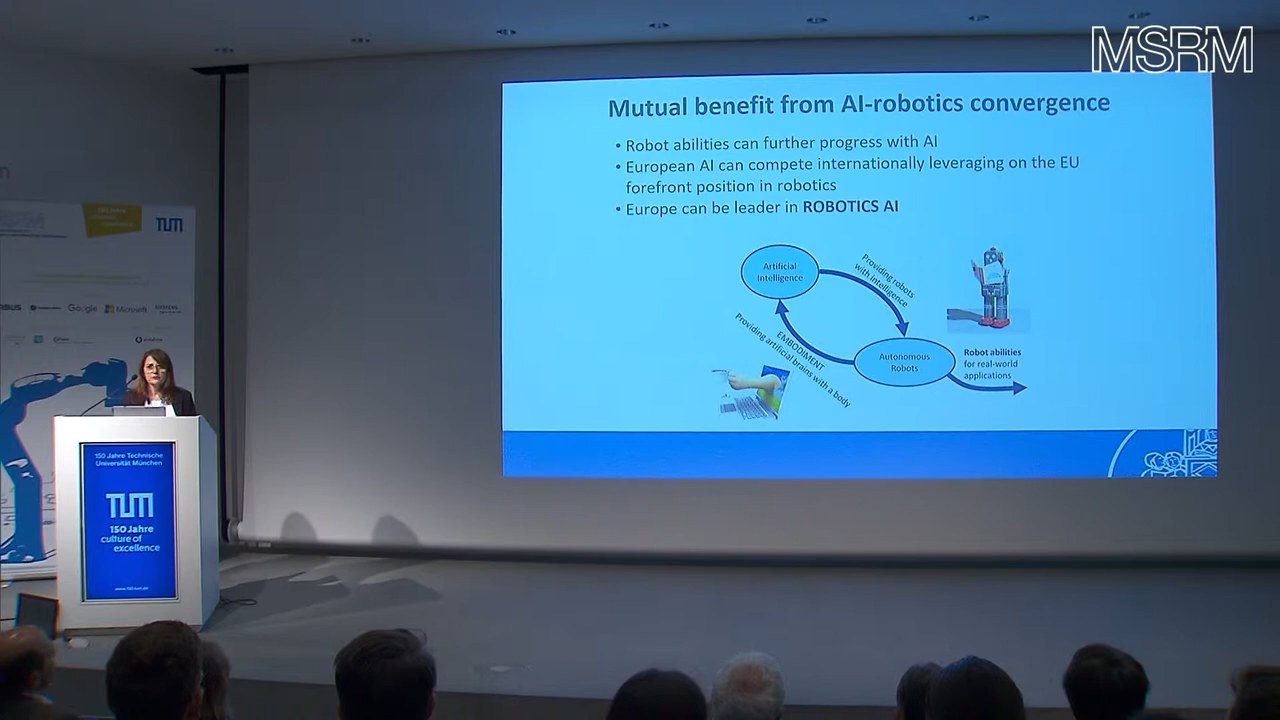 MSRM
Mutual benefit from AI-robotics convergence
• Robot abilities can further progress with AI
• European AI can compete internationally leveraging on the EU
forefront position in robotics
• Europe can be leader in ROBOTICS AI
Artificial
Intelligence
Providing robots
with intelligence
EMBODIMENT
Providing artificial brains with a body
Autonomous
Robots
Robot abilities
for real-world
applications
TUM
Google
Microsoft
150 Jahre Technische
Universität München
TUM
150 Jahre
culture of
excellence